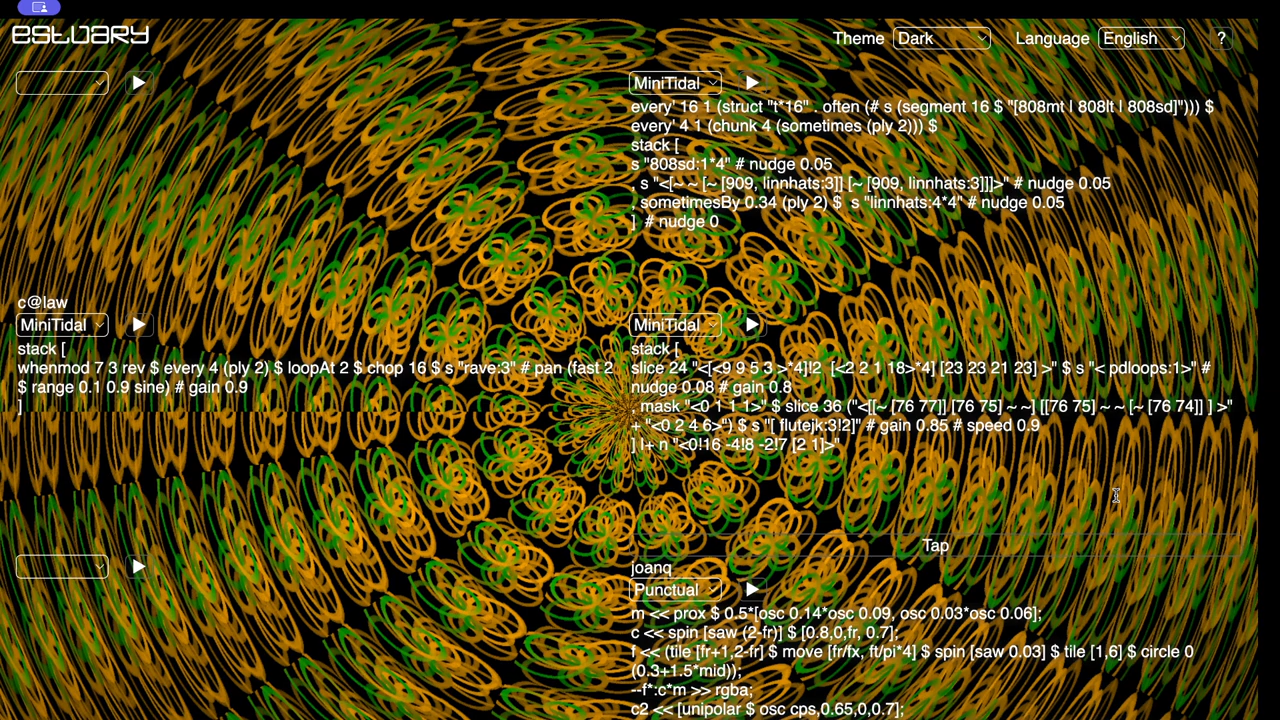 estuary
Theme Dark Language English ?
MiniTidal
every' 16 1 (struct "t*16" . often (# s (segment 16 $ "[808mt | 808lt | 808sd]"))) $
every' 4 1 (chunk 4 (sometimes (ply 2))) $
stack [
s "808sd:1*4" # nudge 0.05
, s "<[~ ~ [~ [909, linnhats:3]] [~ [909, linnhats:3]]]>" # nudge 0.05
, sometimesBy 0.34 (ply 2) $  s "linnhats:4*4" # nudge 0.05
]  # nudge 0
c@law
MiniTidal
stack [
whenmod 7 3 rev $ every 4 (ply 2) $ loopAt 2 $ chop 16 $ s "rave:3" # pan (fast 2
$ range 0.1 0.9 sine) # gain 0.9
]
MiniTidal
stack [
slice 24 "<[<9 9 5 3 >*4]!2  [<2 2 1 18>*4] [23 23 21 23] >" $ s "< pdloops:1>" #
nudge 0.08 # gain 0.8
, mask "<0 1 1 1>" $ slice 36 ("<[[~ [76 77]] [76 75] ~ ~] [[76 75] ~ ~ [~ [76 74]] ] >"
+ "<0 2 4 6>") $ s "[ flutejk:3!2]" # gain 0.85 # speed 0.9
] |+ n "<0!16 -4!8 -2!7 [2 1]>"
Tap
joanq
Punctual
m << prox $ 0.5*[osc 0.14*osc 0.09, osc 0.03*osc 0.06];
c << spin [saw (2-fr)] $ [0.8,0,fr, 0.7];
f << (tile [fr+1,2-fr] $ move [fr/fx, ft/pi*4] $ spin [saw 0.03] $ tile [1,6] $ circle 0
(0.3+1.5*mid));
--f*:c*m >> rgba;
c2 << [unipolar $ osc cps,0.65,0,0.7];